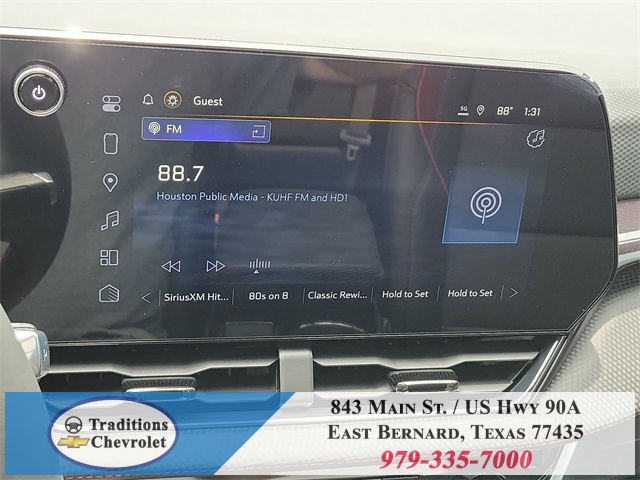 Guest
5G 88° 1:31
FM
88.7
Houston Public Media - KUHF FM and HD1
SiriusXM Hit... 80s on 8 Classic Rewi... Hold to Set Hold to Set
Traditions
Chevrolet
843 Main St. / US Hwy 90A
East Bernard, Texas 77435
979-335-7000